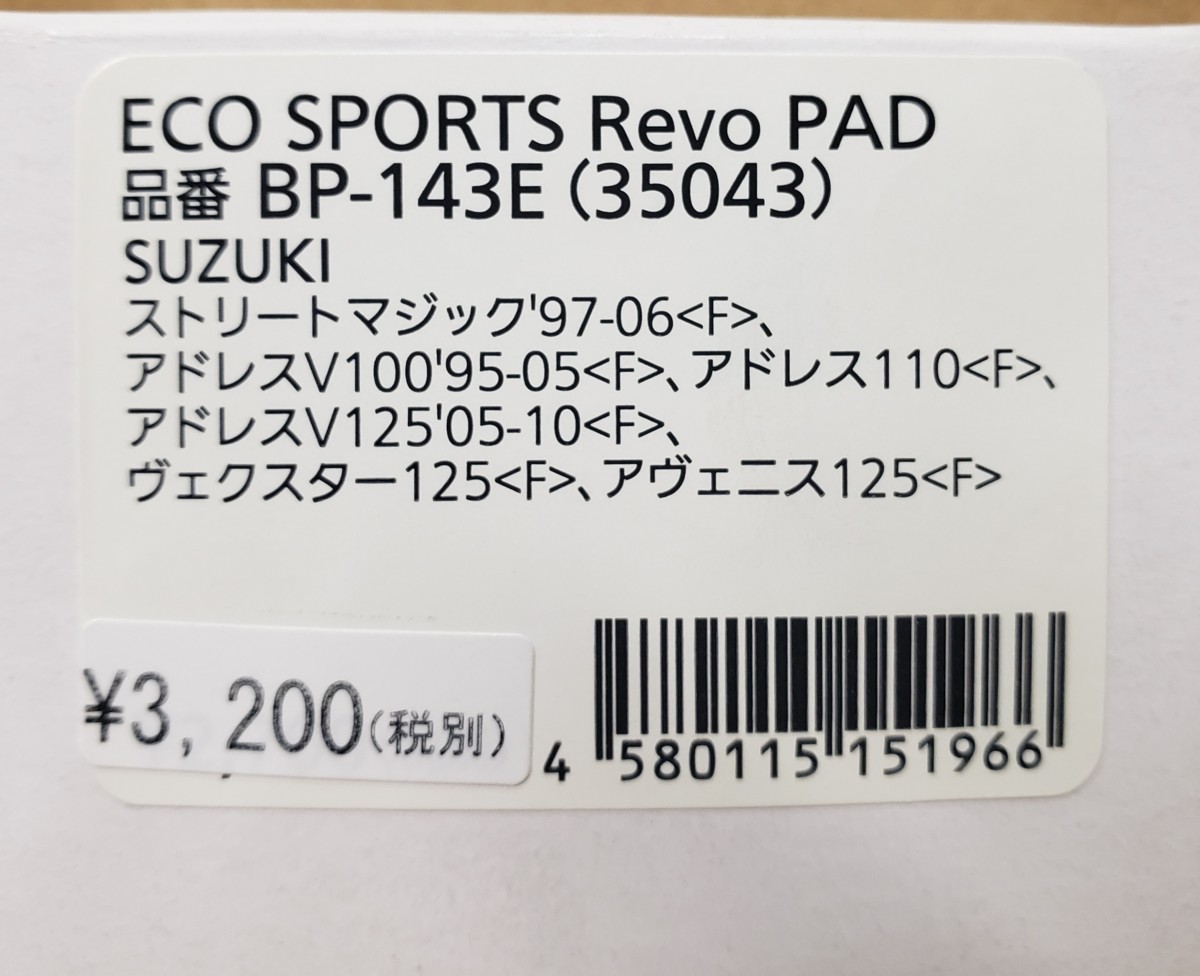 ECO SPORTS Revo PAD
品番 BP-143E (35043)
SUZUKI
ストリートマジック'97-06<F>、
アドレスV100'95-05<F>、アドレス110<F>、
アドレスV125'05-10<F>、
ヴェクスター125<F>、アヴェニス125<F>
¥3,200(税別)
4 580115 151966